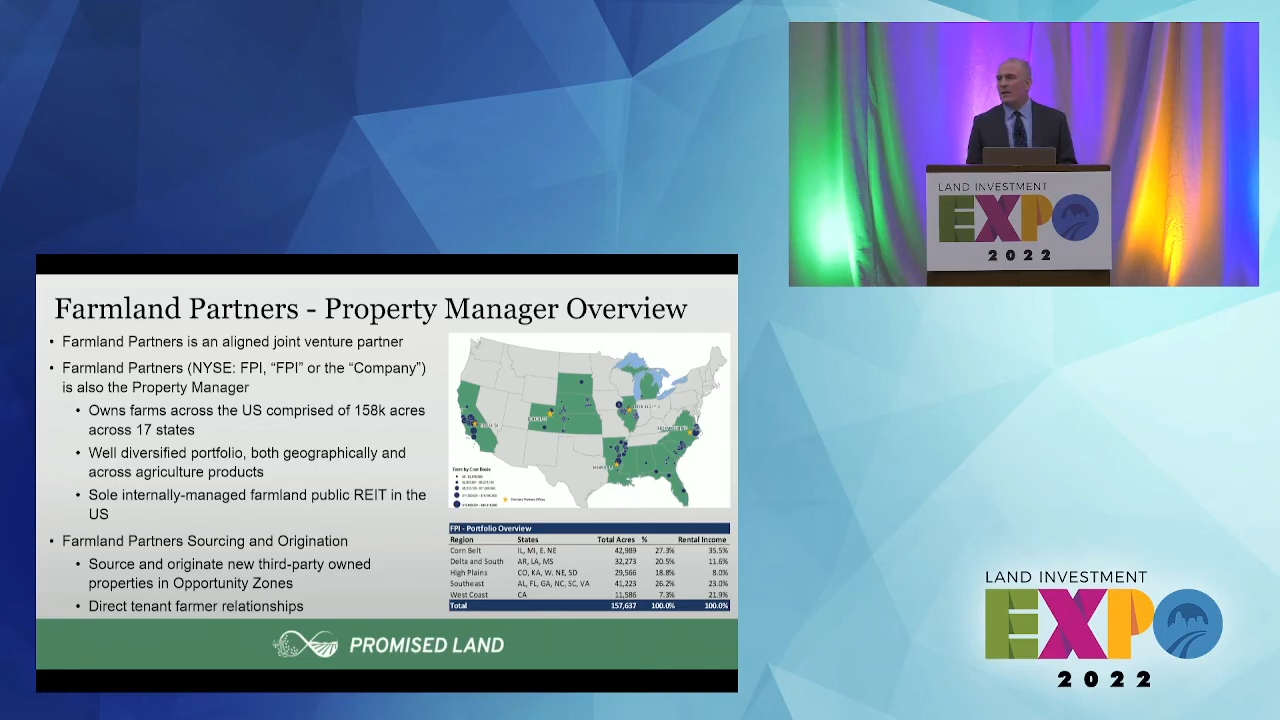 LAND INVESTMENT
EXPO
2022
Farmland Partners - Property Manager Overview
• Farmland Partners is an aligned joint venture partner
• Farmland Partners (NYSE: FPI, “FPI” or the “Company”)
is also the Property Manager
• Owns farms across the US comprised of 158k acres
across 17 states
• Well diversified portfolio, both geographically and
across agriculture products
• Sole internally-managed farmland public REIT in the
US
• Farmland Partners Sourcing and Origination
• Source and originate new third-party owned
properties in Opportunity Zones
• Direct tenant farmer relationships
Farm by Cost Basis
Farmland Partners Offices
FPI - Portfolio Overview
Region States Total Acres % Rental Income
Corn Belt IL, MI, E. NE 42,989 27.3% 35.5%
Delta and South AR, LA, MS 32,273 20.5% 11.6%
High Plains CO, KA, W. NE, SD 29,566 18.8% 8.0%
Southeast AL, FL, GA, NC, SC, VA 41,223 26.2% 23.0%
West Coast CA 11,586 7.3% 21.9%
Total 157,637 100.0% 100.0%
PROMISED LAND
LAND INVESTMENT
EXPO
2022